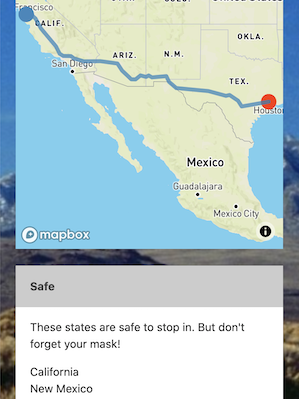 Francisco
CALIF.
OKLA.
ARIZ.
N.M.
San Diego
TEX.
Houston
Mexico
Guadalajara
Mexico City
mapbox
i
Safe
These states are safe to stop in. But don't
forget your mask!
California
New Mexico